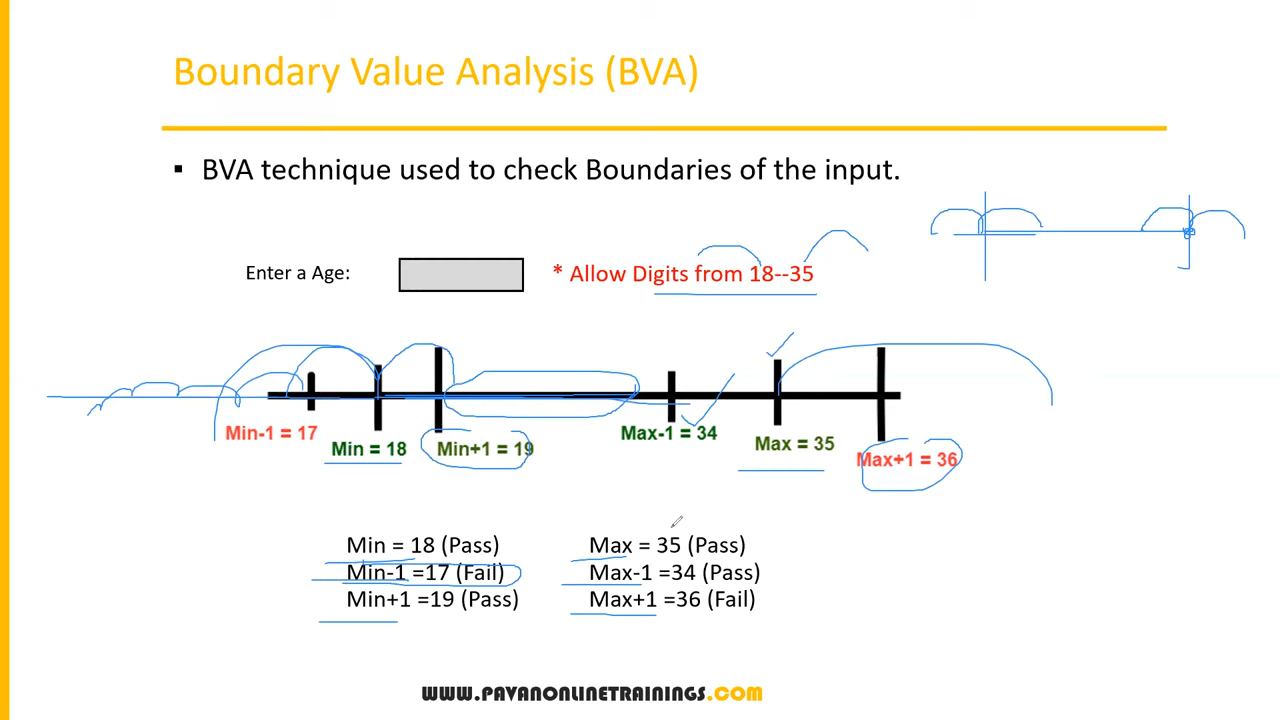 Boundary Value Analysis (BVA)
▪ BVA technique used to check Boundaries of the input.
Enter a Age: * Allow Digits from 18--35
Min-1 = 17 Min = 18 Min+1 = 19 Max-1 = 34 Max = 35 Max+1 = 36
Min = 18 (Pass) Max = 35 (Pass)
Min-1 =17 (Fail) Max-1 =34 (Pass)
Min+1 =19 (Pass) Max+1 =36 (Fail)
WWW.PAVANONLINETRAININGS.COM